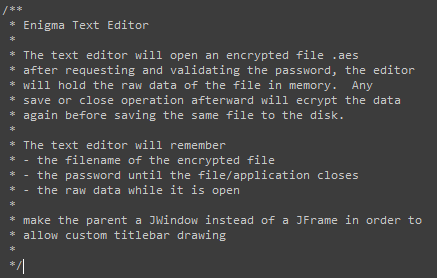 /**
 * Enigma Text Editor
 *
 * The text editor will open an encrypted file .aes
 * after requesting and validating the password, the editor
 * will hold the raw data of the file in memory.  Any
 * save or close operation afterward will ecrypt the data
 * again before saving the same file to the disk.
 *
 * The text editor will remember
 * - the filename of the encrypted file
 * - the password until the file/application closes
 * - the raw data while it is open
 *
 * make the parent a JWindow instead of a JFrame in order to
 * allow custom titlebar drawing
 *
 */